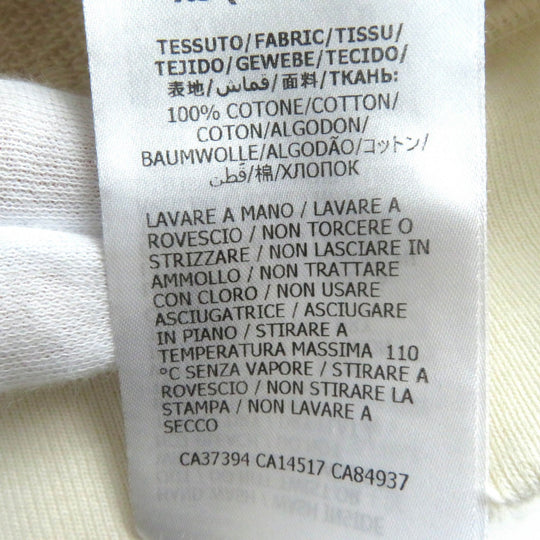 TESSUTO/FABRIC/TISSU/
TEJIDO/GEWEBE/TECIDO/
表地/قماش/面料/ТКАНЬ:
100% COTONE/COTTON/
COTON/ALGODON/
BAUMWOLLE/ALGODÃO/コットン/
قطن/棉/ХЛОПОК
LAVARE A MANO / LAVARE A
ROVESCIO / NON TORCERE O
STRIZZARE / NON LASCIARE IN
AMMOLLO / NON TRATTARE
CON CLORO / NON USARE
ASCIUGATRICE / ASCIUGARE
IN PIANO / STIRARE A
TEMPERATURA MASSIMA 110
°C SENZA VAPORE / STIRARE A
ROVESCIO / NON STIRARE LA
STAMPA / NON LAVARE A
SECCO
CA37394 CA14517 CA84937